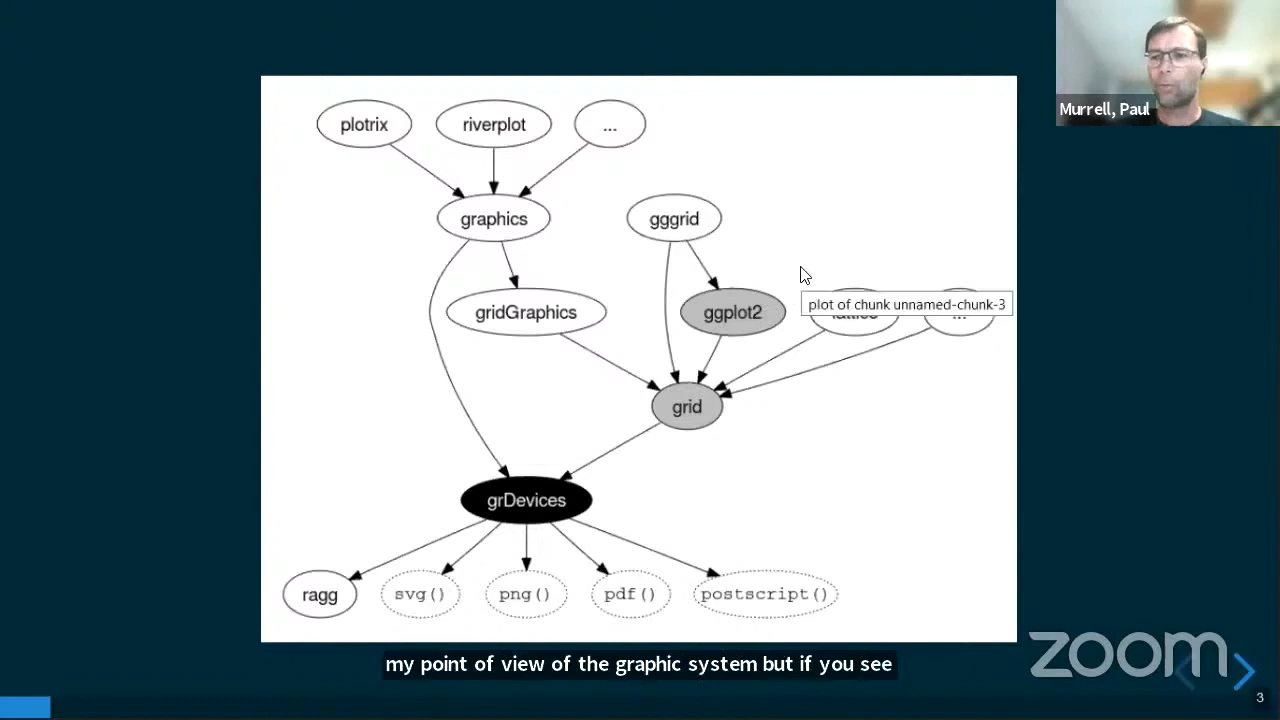 Murrell, Paul
plotrix
riverplot
...
graphics
gggrid
gridGraphics
ggplot2
plot of chunk unnamed-chunk-3
...
grid
grDevices
ragg
svg()
png()
pdf()
postscript()
my point of view of the graphic system but if you see
zoom
3